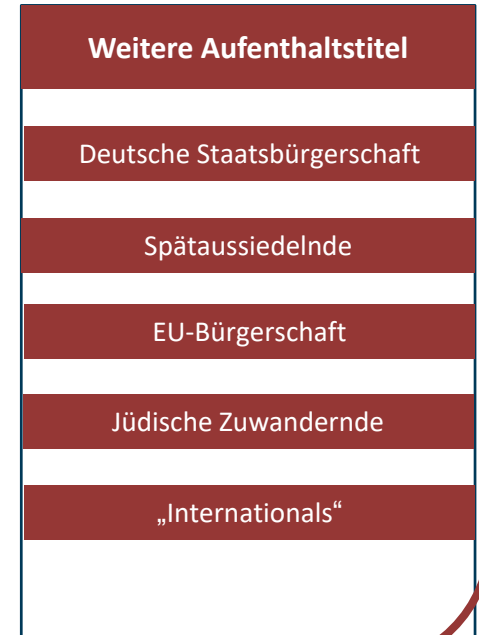 Weitere Aufenthaltstitel
Deutsche Staatsbürgerschaft
Spätaussiedelnde
EU-Bürgerschaft
Jüdische Zuwandernde
„Internationals“